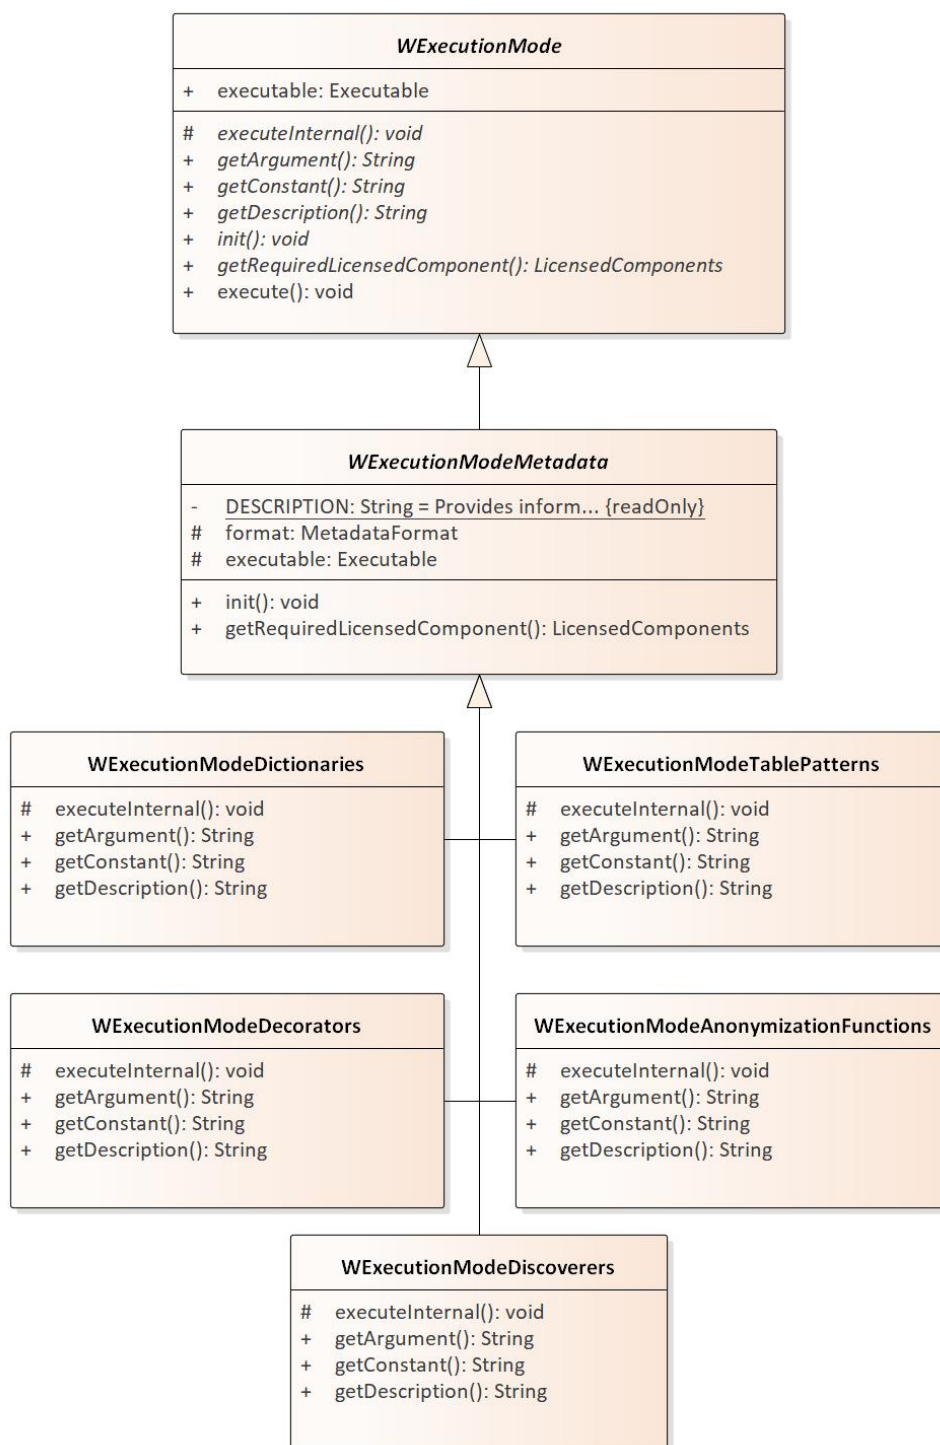 WExecutionMode
+ executable: Executable
# executeInternal(): void
+ getArgument(): String
+ getConstant(): String
+ getDescription(): String
+ init(): void
+ getRequiredLicensedComponent(): LicensedComponents
+ execute(): void
WExecutionModeMetadata
- DESCRIPTION: String = Provides inform... {readOnly}
# format: MetadataFormat
# executable: Executable
+ init(): void
+ getRequiredLicensedComponent(): LicensedComponents
WExecutionModeDictionaries
# executeInternal(): void
+ getArgument(): String
+ getConstant(): String
+ getDescription(): String
WExecutionModeTablePatterns
# executeInternal(): void
+ getArgument(): String
+ getConstant(): String
+ getDescription(): String
WExecutionModeDecorators
# executeInternal(): void
+ getArgument(): String
+ getConstant(): String
+ getDescription(): String
WExecutionModeAnonymizationFunctions
# executeInternal(): void
+ getArgument(): String
+ getConstant(): String
+ getDescription(): String
WExecutionModeDiscoverers
# executeInternal(): void
+ getArgument(): String
+ getConstant(): String
+ getDescription(): String